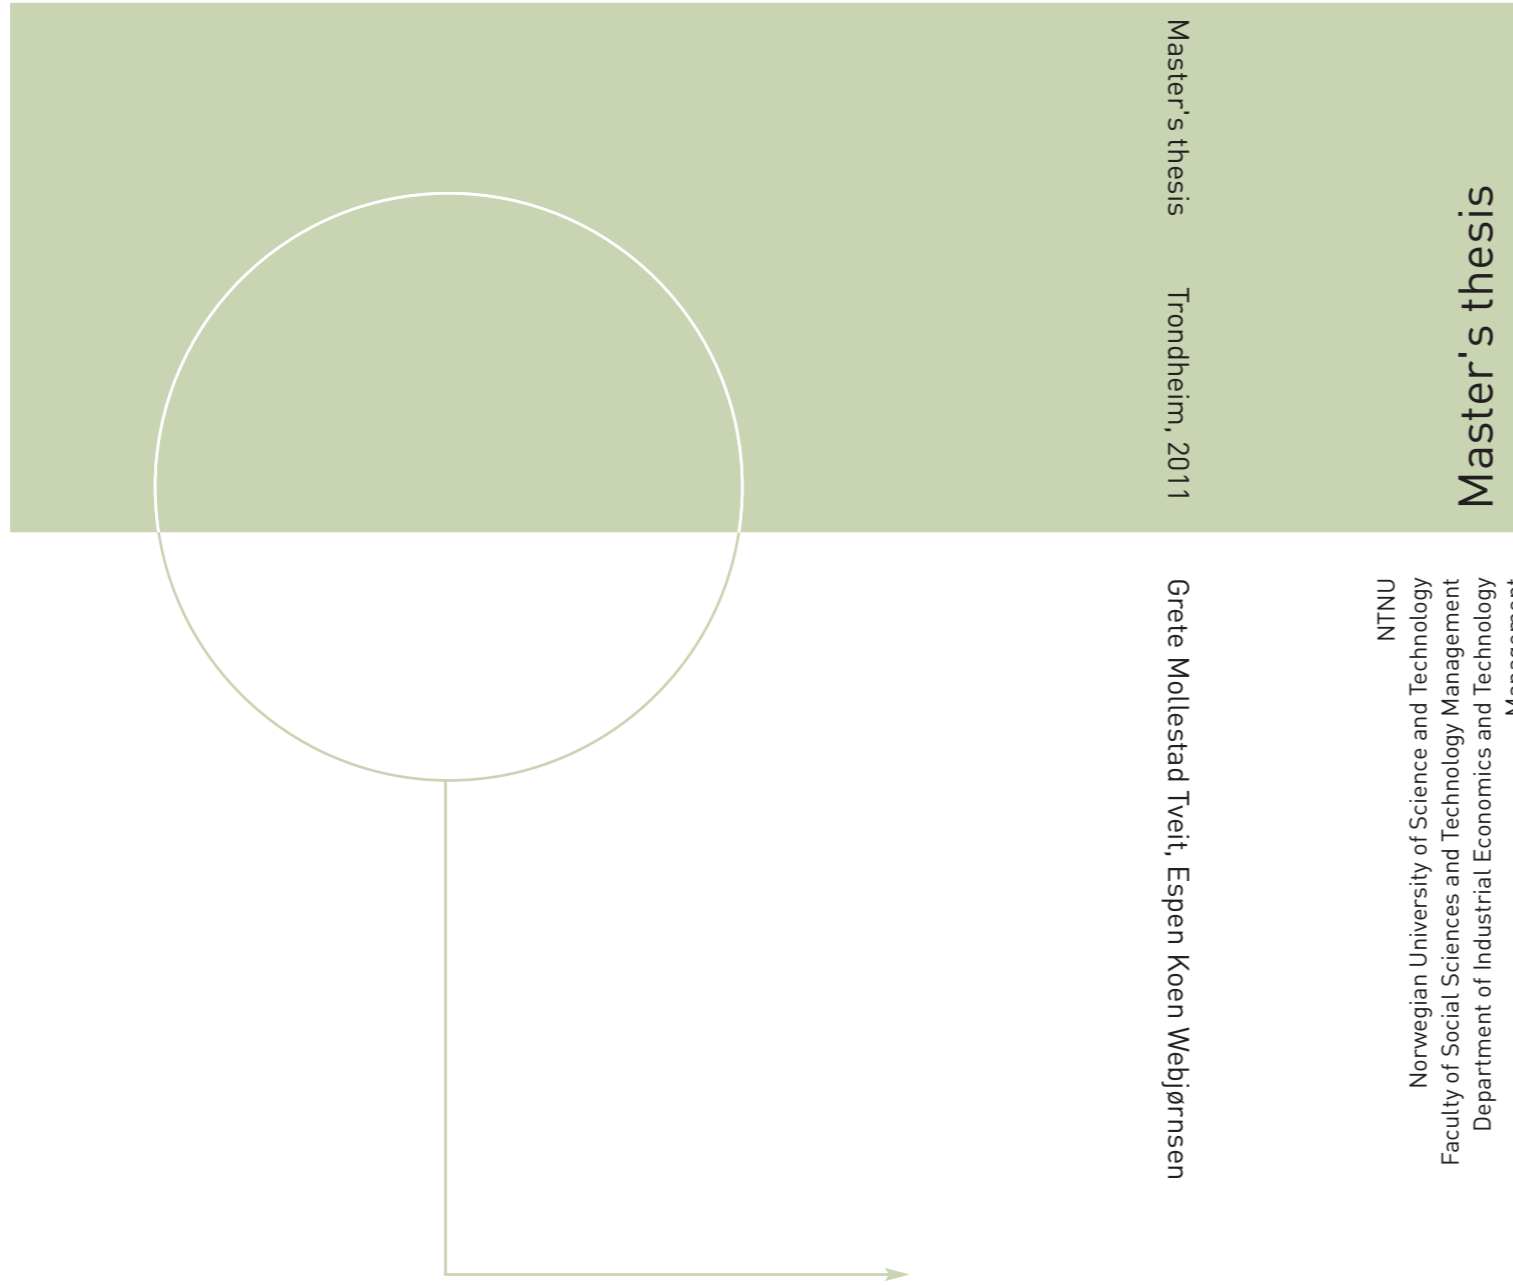 Master's thesis
Trondheim, 2011
Grete Mollestad Tveit, Espen Koen Webjørnsen
Master's thesis
NTNU
Norwegian University of Science and Technology
Faculty of Social Sciences and Technology Management
Department of Industrial Economics and Technology
Management